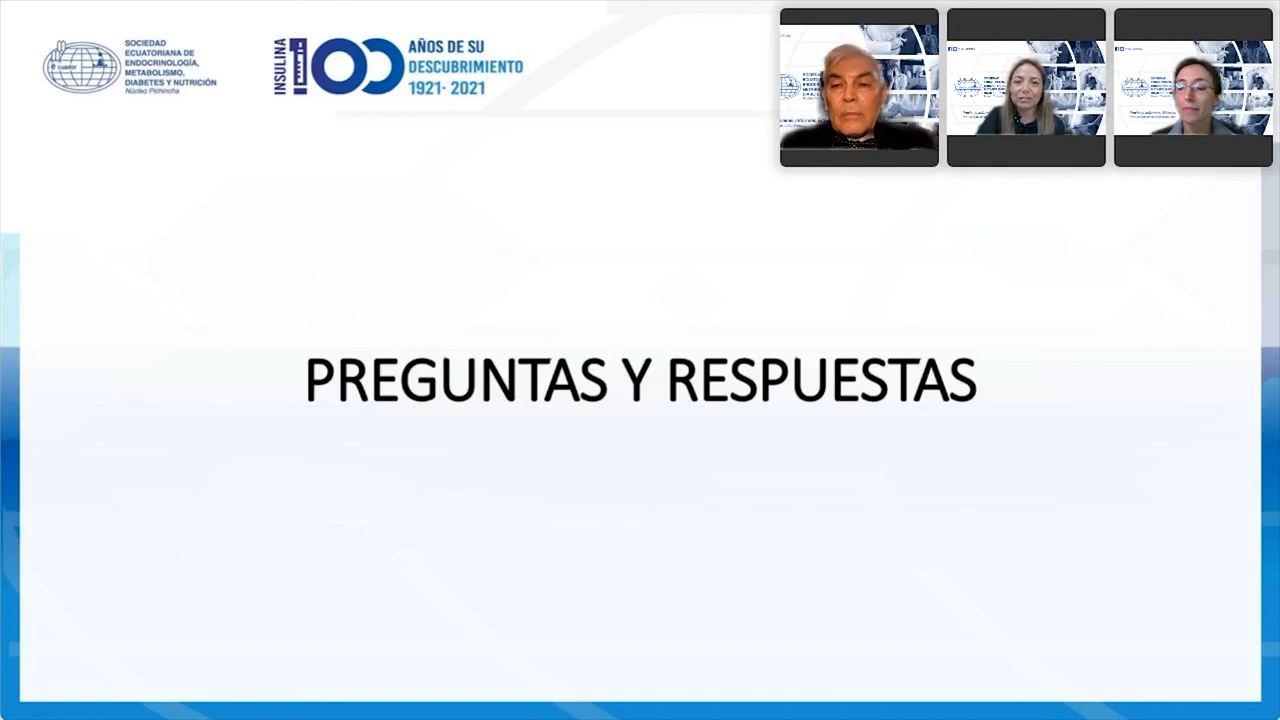 SOCIEDAD
ECUATORIANA DE
ENDOCRINOLOGÍA,
METABOLISMO,
DIABETES Y NUTRICIÓN
Núcleo Pichincha
ecuador
INSULINA
100
AÑOS DE SU
DESCUBRIMIENTO
1921- 2021
PREGUNTAS Y RESPUESTAS